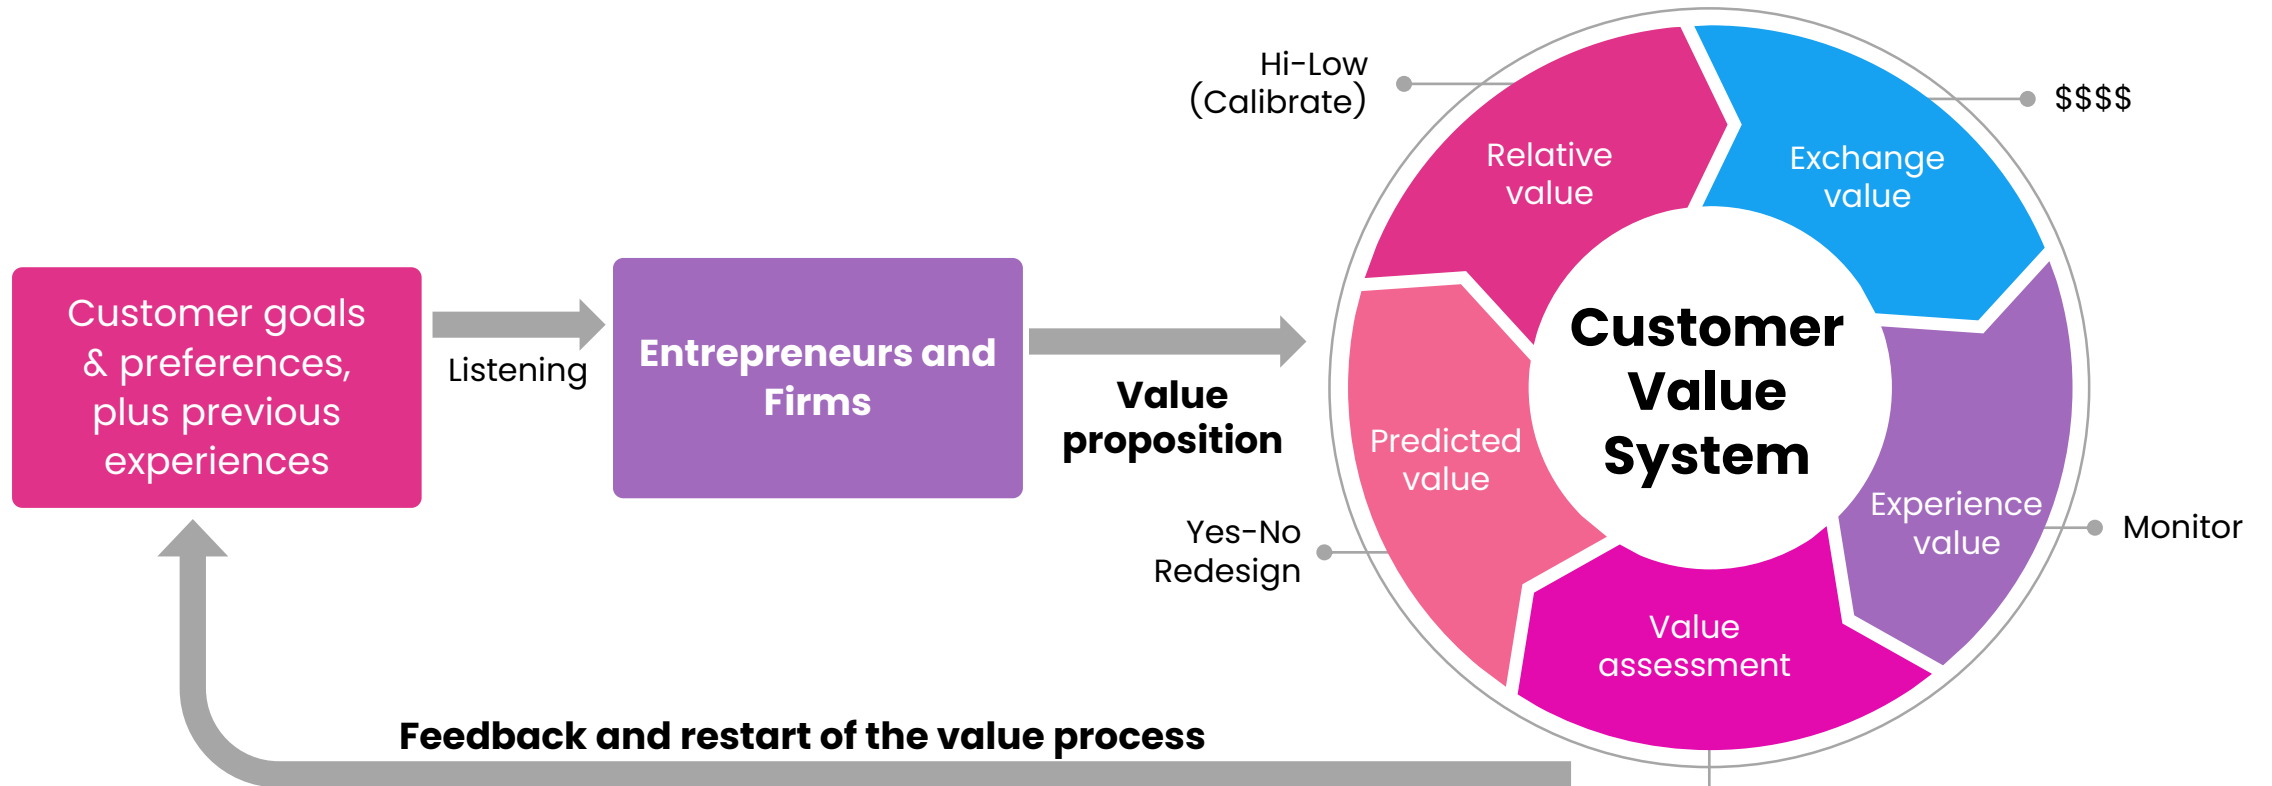 Customer goals
& preferences,
plus previous
experiences
Listening
Entrepreneurs and
Firms
Value
proposition
Hi-Low
(Calibrate)
$$$$
Relative
value
Exchange
value
Customer
Value
System
Predicted
value
Experience
value
Monitor
Yes-No
Redesign
Value
assessment
Feedback and restart of the value process